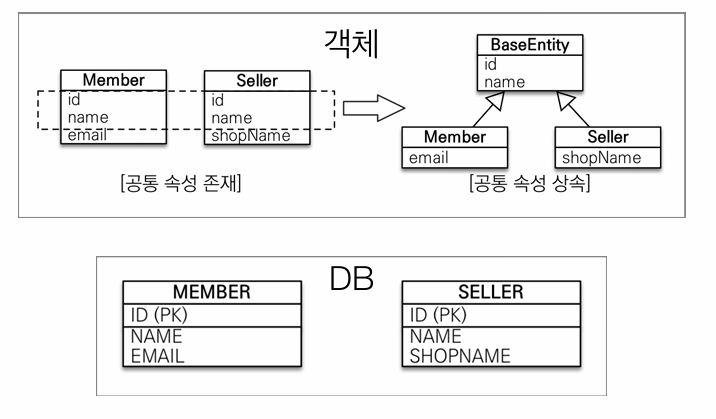 객체
Member
id
name
email
Seller
id
name
shopName
[공통 속성 존재]
BaseEntity
id
name
Member
email
Seller
shopName
[공통 속성 상속]
DB
MEMBER
ID (PK)
NAME
EMAIL
SELLER
ID (PK)
NAME
SHOPNAME